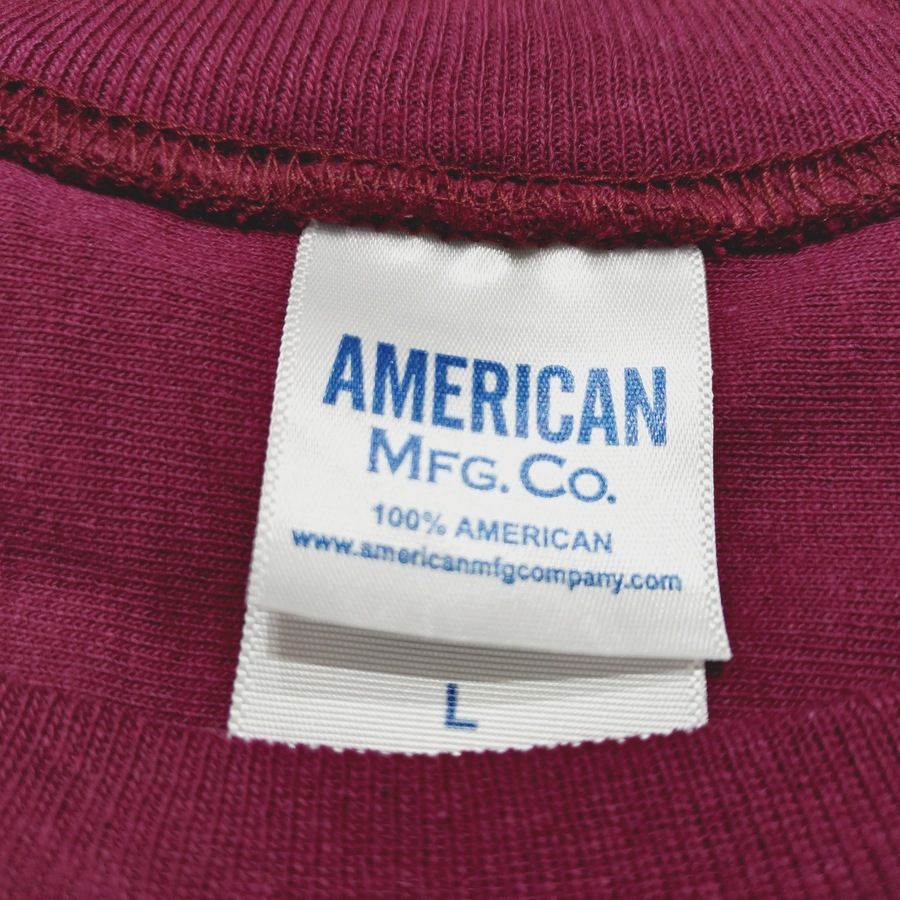 AMERICAN
MFG. CO.
100% AMERICAN
www.americanmfgcompany.com
L